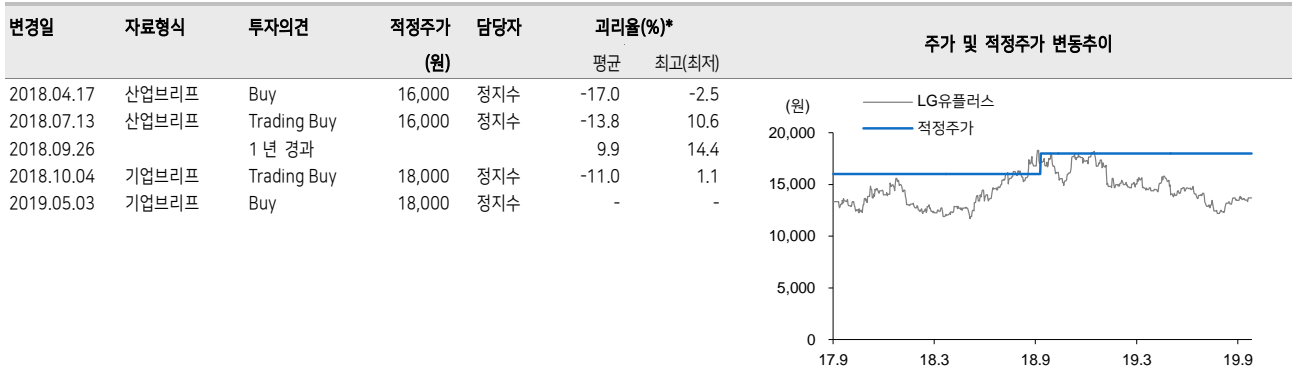 변경일 자료형식 투자의견 적정주가 담당자 괴리율(%)* 주가 및 적정주가 변동추이
(원) 평균 최고(최저)
2018.04.17 산업브리프 Buy 16,000 정지수 -17.0 -2.5
2018.07.13 산업브리프 Trading Buy 16,000 정지수 -13.8 10.6
2018.09.26 1 년 경과 9.9 14.4
2018.10.04 기업브리프 Trading Buy 18,000 정지수 -11.0 1.1
2019.05.03 기업브리프 Buy 18,000 정지수 - -
(원)
LG유플러스
적정주가
20,000
15,000
10,000
5,000
0
17.9 18.3 18.9 19.3 19.9